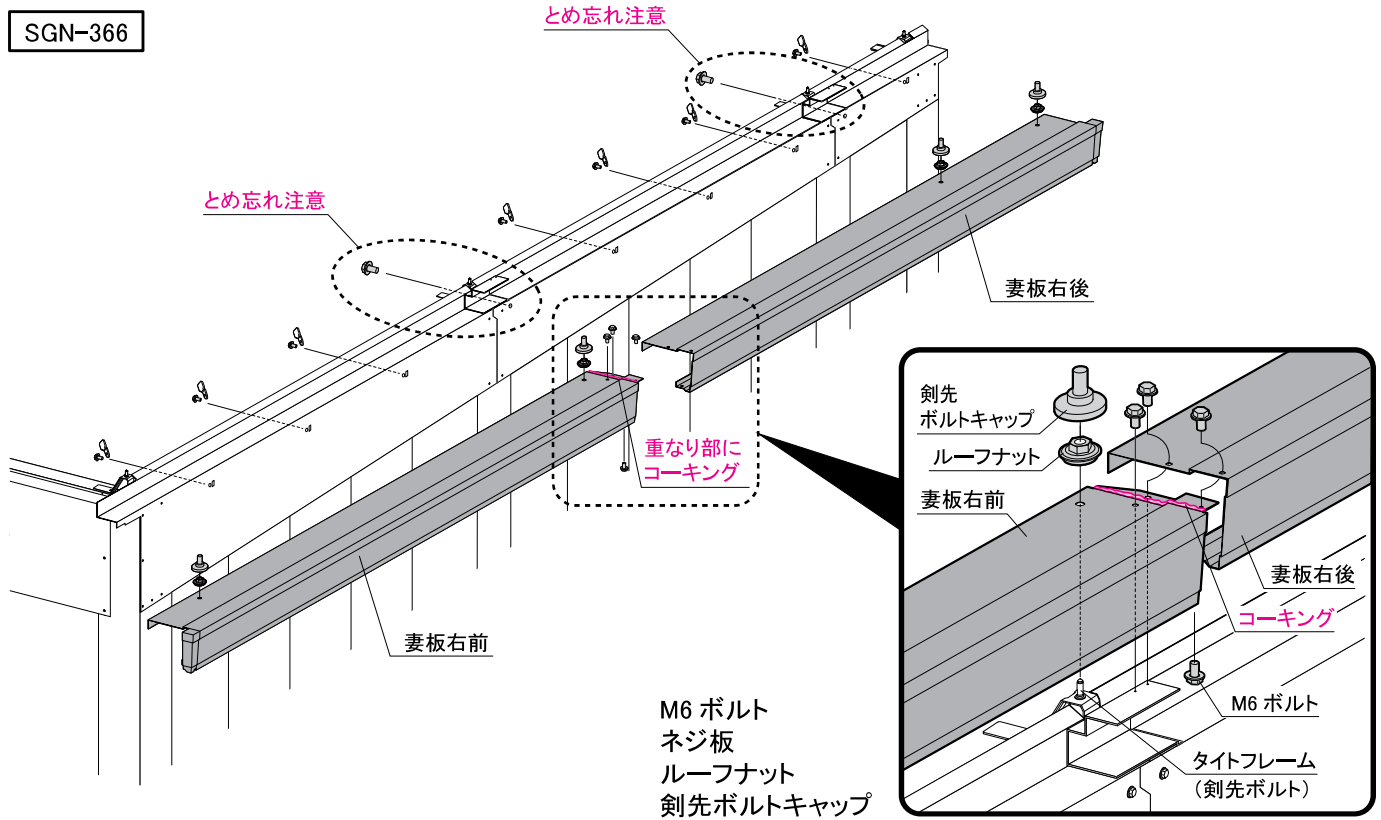 SGN-366
とめ忘れ注意
とめ忘れ注意
妻板右後
重なり部に
コーキング
妻板右前
剣先
ボルトキャップ
ルーフナット
妻板右前
妻板右後
コーキング
M6 ボルト
タイトフレーム
（剣先ボルト）
M6 ボルト
ネジ板
ルーフナット
剣先ボルトキャップ